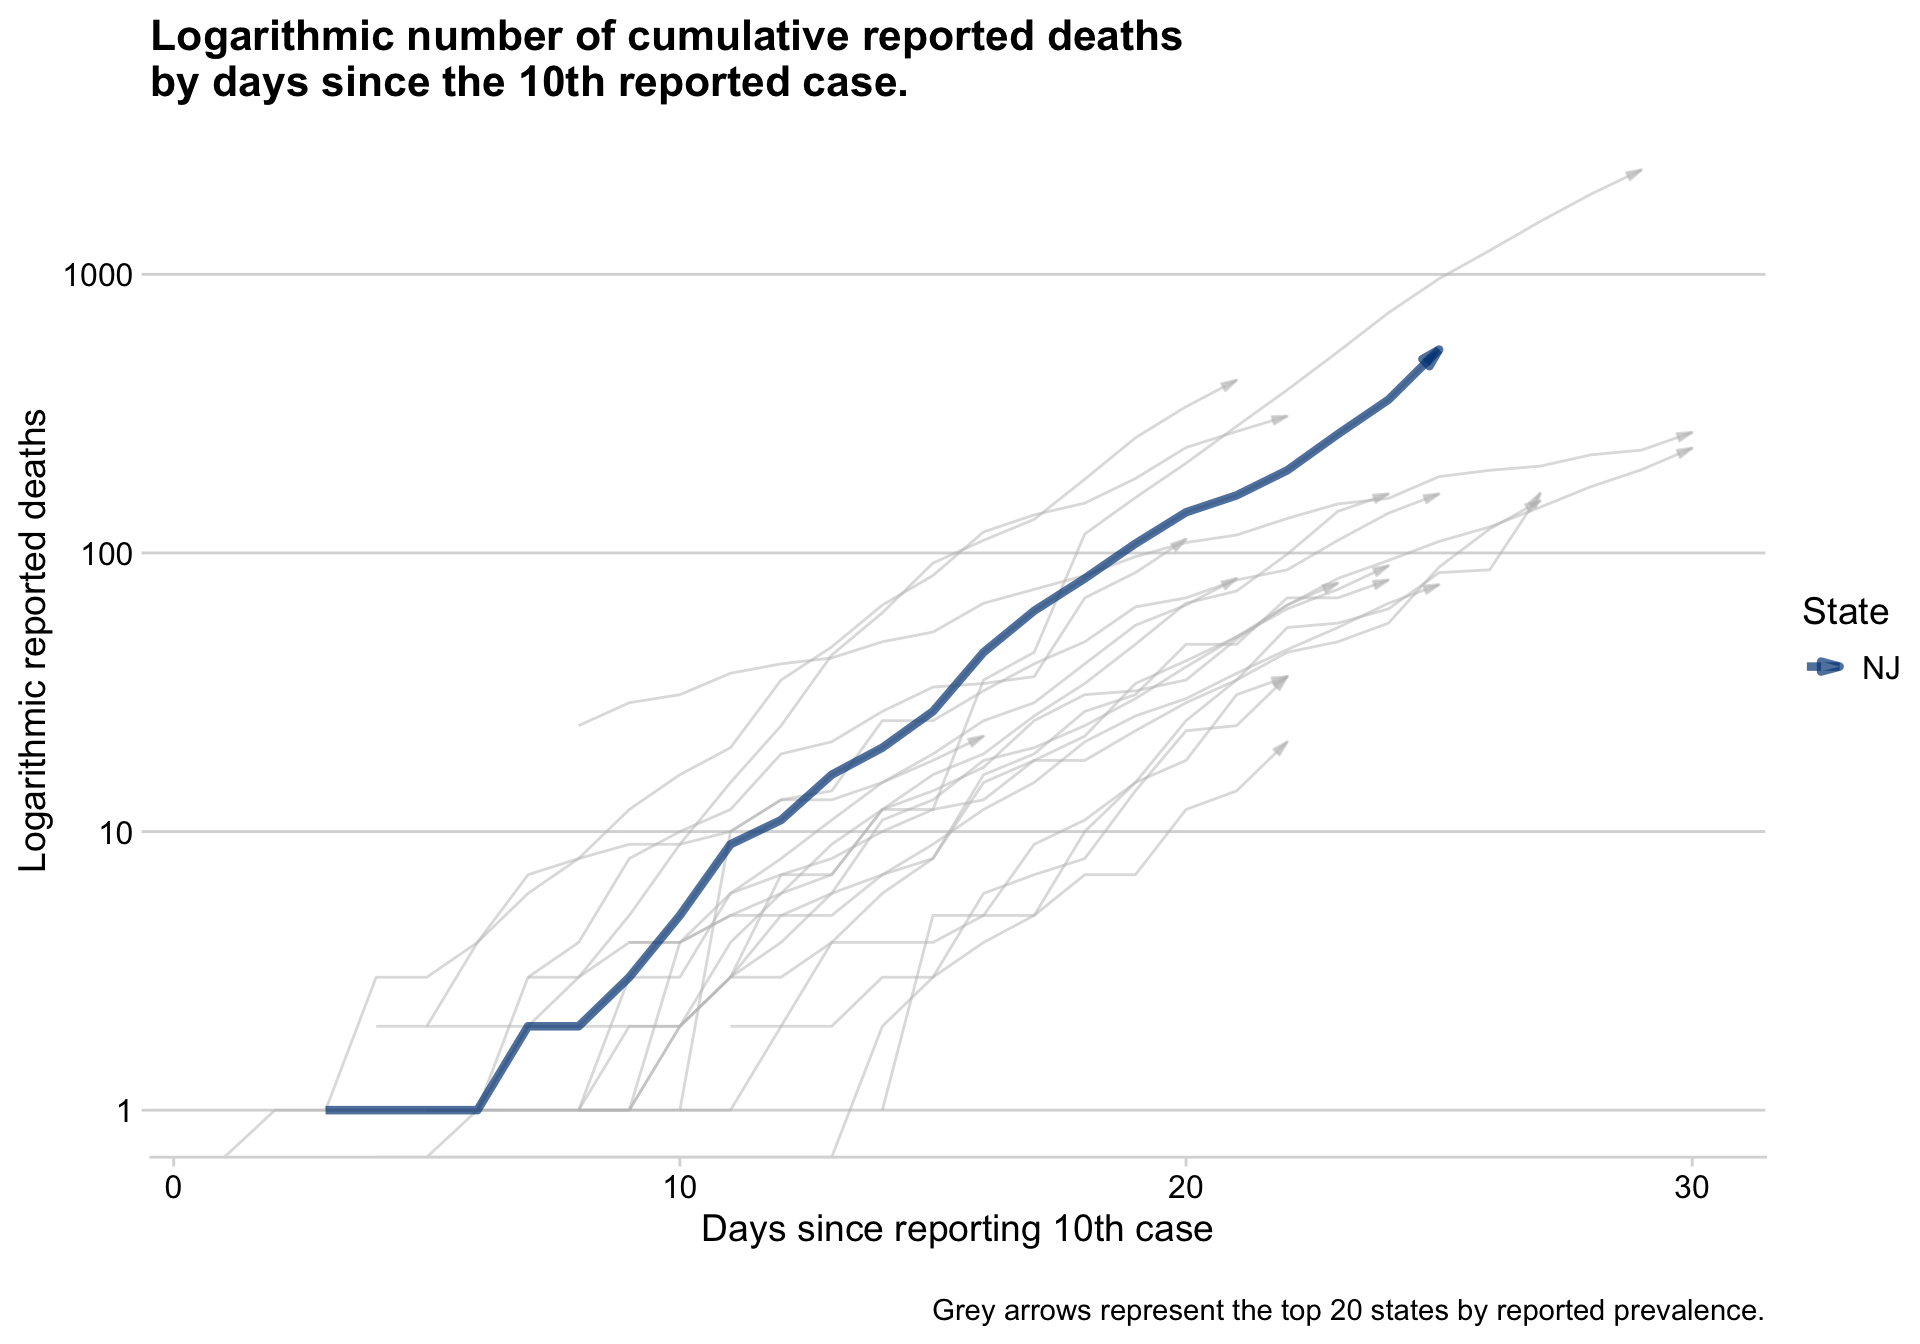 Logarithmic number of cumulative reported deaths
by days since the 10th reported case.
Logarithmic reported deaths
1000
100
10
1
0
10
20
30
Days since reporting 10th case
State
NJ
Grey arrows represent the top 20 states by reported prevalence.